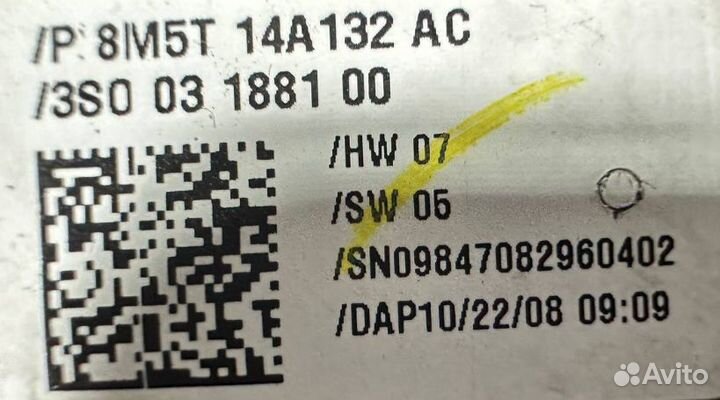 /P 8M5T 14A132 AC
/3S0 03 1881 00
/HW 07
/SW 05
/SN09847082960402
/DAP10/22/08 09:09
Avito